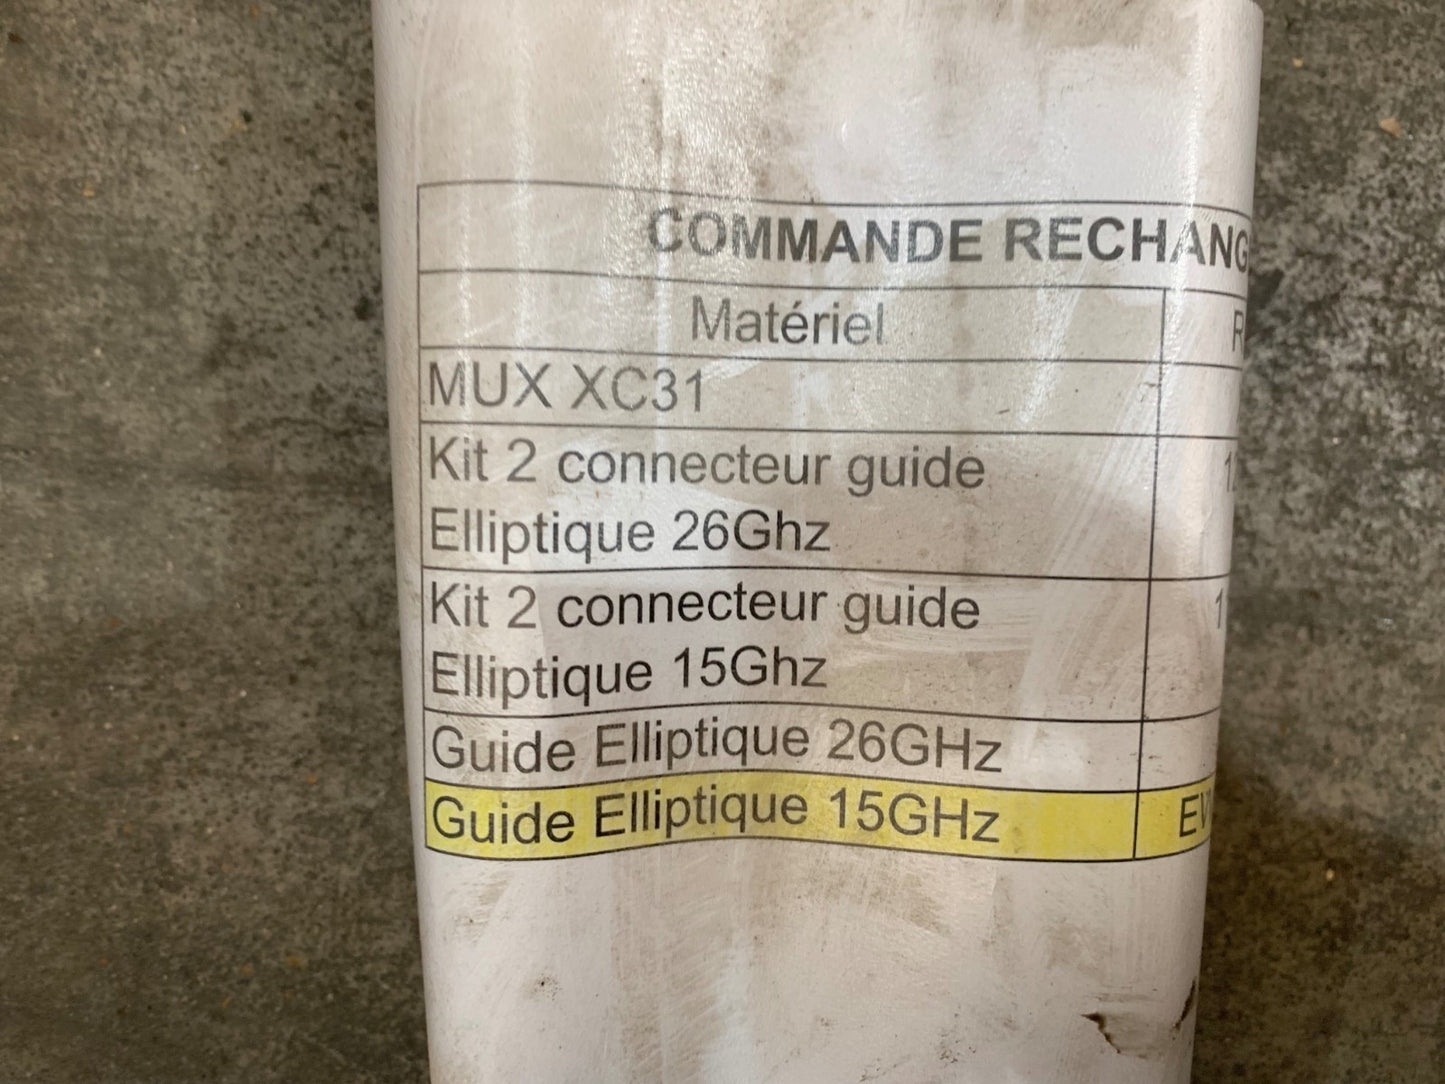 COMMANDE
Matériel
MUX XC31
Kit 2 connecteur guide
Elliptique 26Ghz
Kit 2 connecteur guide
Elliptique 15Ghz
Guide Elliptique 26GHz
Guide Elliptique 15GHz